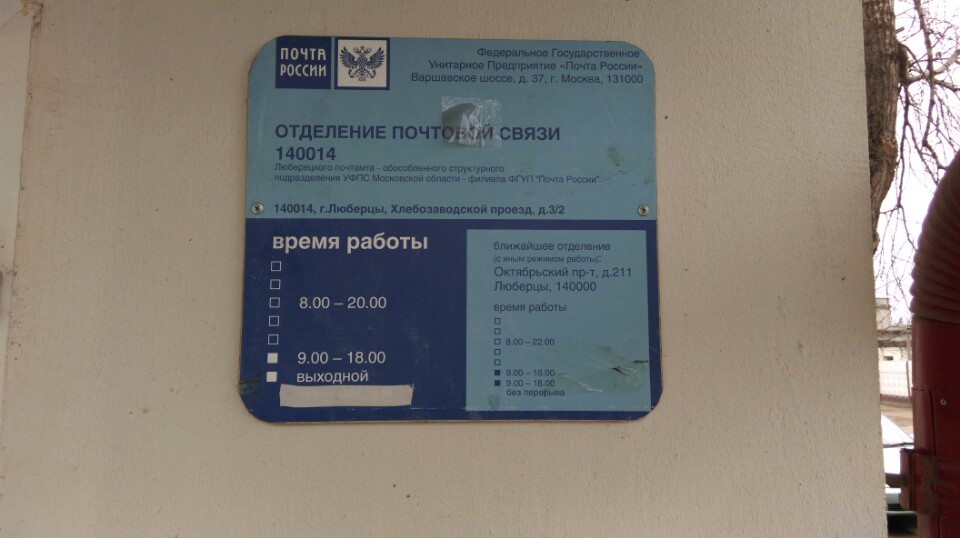 ПОЧТА
РОССИИ
Федеральное Государственное
Унитарное Предприятие «Почта России»
Варшавское шоссе, д. 37, г. Москва, 131000
ОТДЕЛЕНИЕ ПОЧТОВОЙ СВЯЗИ
140014
Люберецкого почтамта - обособленного структурного
подразделения УФПС Московской области - филиала ФГУП "Почта России"
140014, г.Люберцы, Хлебозаводской проезд, д.3/2
время работы
8.00 – 20.00
9.00 – 18.00
выходной
ближайшее отделение
(с иным режимом работы):
Октябрьский пр-т, д.211
Люберцы, 140000
время работы
8.00 – 22.00
9.00 – 18.00
9.00 – 18.00
без перерыва